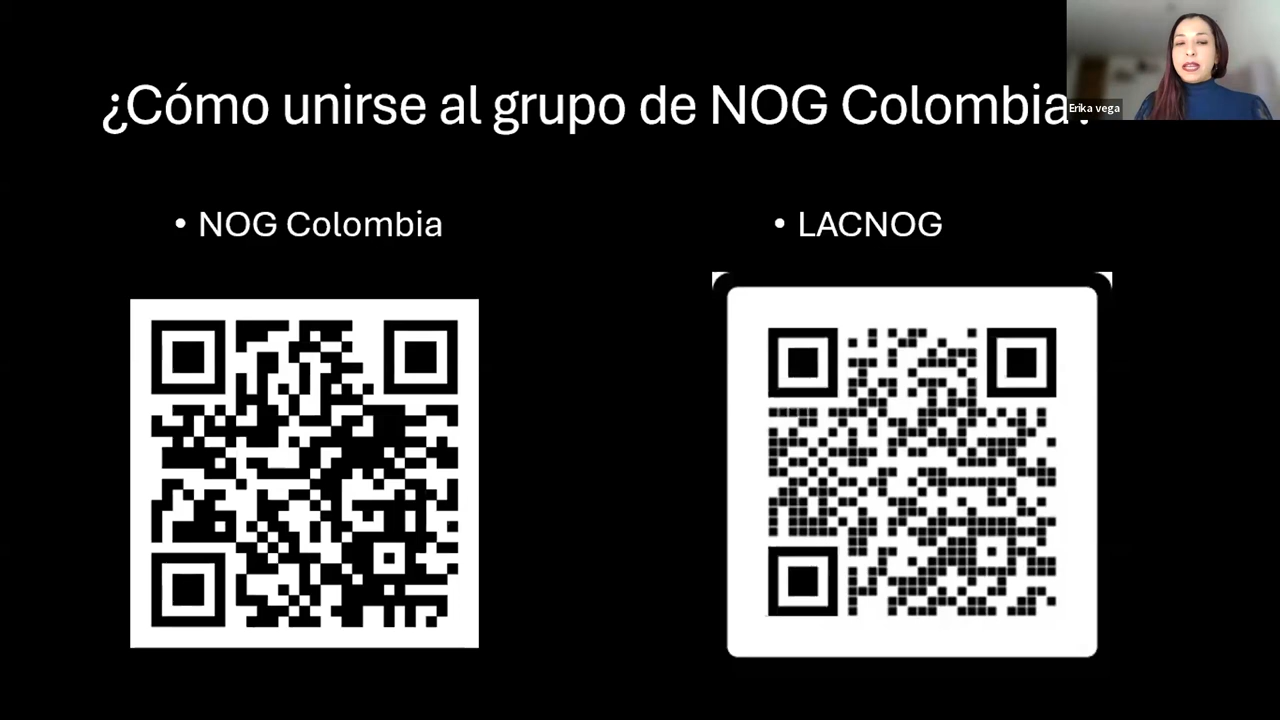 ¿Cómo unirse al grupo de NOG Colombia?
Erika vega
• NOG Colombia
• LACNOG